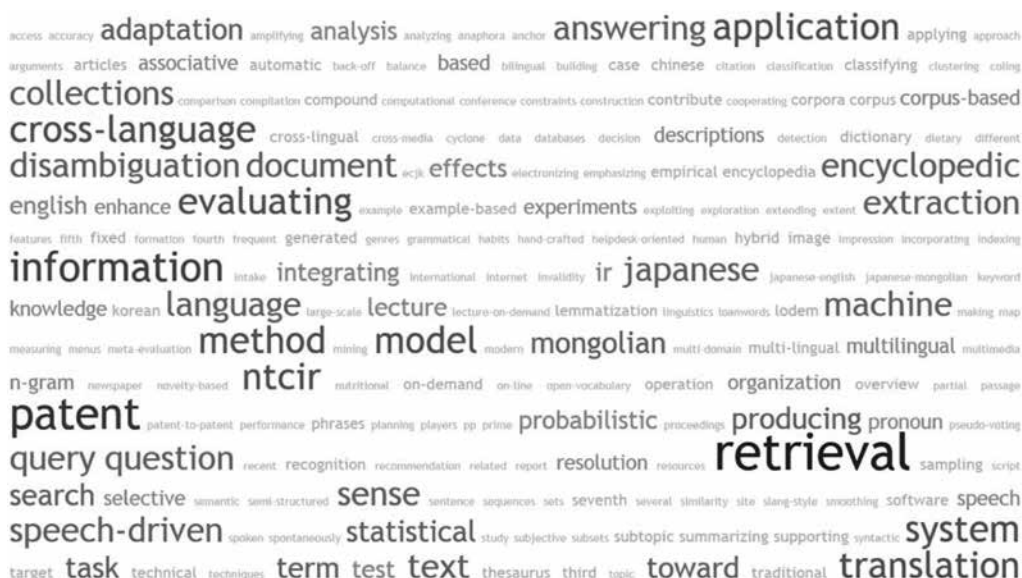 access accuracy adaptation amplifying analysis analyzing anaphora anchor answering application applying approach
arguments articles associative automatic back-off balance based bilingual building case chinese citation classification classifying clustering coling
collections comparison compilation compound computational conference constraints construction contribute cooperating corpora corpus corpus-based
cross-language cross-lingual cross-media cyclone data databases decision descriptions detection dictionary dietary different
disambiguation document ecjk effects electronizing emphasizing empirical encyclopedia encyclopedic
english enhance evaluating example example-based experiments exploiting exploration extending extent extraction
features fifth fixed formation fourth frequent generated genres grammatical habits hand-crafted helpdesk-oriented human hybrid image impression incorporating indexing
information intake integrating international internet invalidity ir japanese japanese-english japanese-mongolian keyword
knowledge korean language large-scale lecture lecture-on-demand lemmatization linguistics loanwords lodem machine making map
measuring menus meta-evaluation method mining model modern mongolian multi-domain multi-lingual multilingual multimedia
n-gram newspaper novelty-based ntcir nutritional on-demand on-line open-vocabulary operation organization overview partial passage
patent patent-to-patent performance phrases planning players pp prime probabilistic proceedings producing pronoun pseudo-voting
query question recent recognition recommendation related report resolution resources retrieval sampling script
search selective semantic semi-structured sense sentence sequences sets seventh several similarity site slang-style smoothing software speech
speech-driven spoken spontaneously statistical study subjective subsets subtopic summarizing supporting syntactic system
target task technical techniques term test text thesaurus third topic toward traditional translation